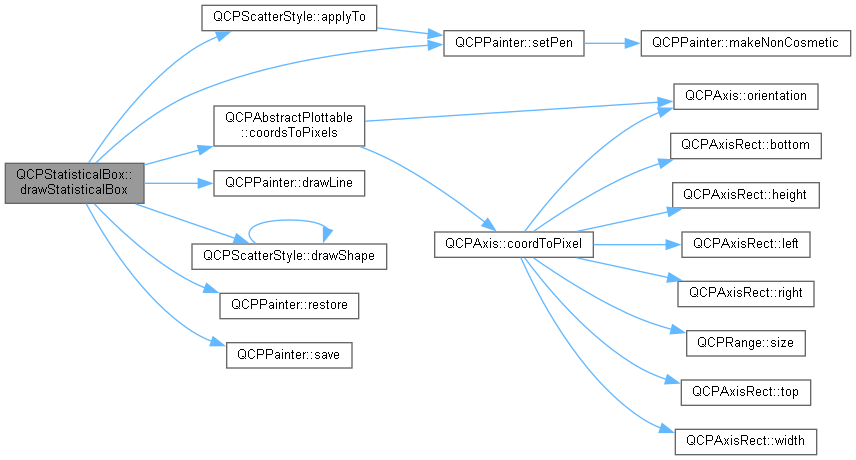 QCPScatterStyle::applyTo
QCPPainter::setPen
QCPPainter::makeNonCosmetic
QCPAxis::orientation
QCPAbstractPlottable
::coordsToPixels
QCPAxisRect::bottom
QCPStatisticalBox::
drawStatisticalBox
QCPPainter::drawLine
QCPAxisRect::height
QCPAxis::coordToPixel
QCPAxisRect::left
QCPScatterStyle::drawShape
QCPAxisRect::right
QCPPainter::restore
QCPRange::size
QCPPainter::save
QCPAxisRect::top
QCPAxisRect::width